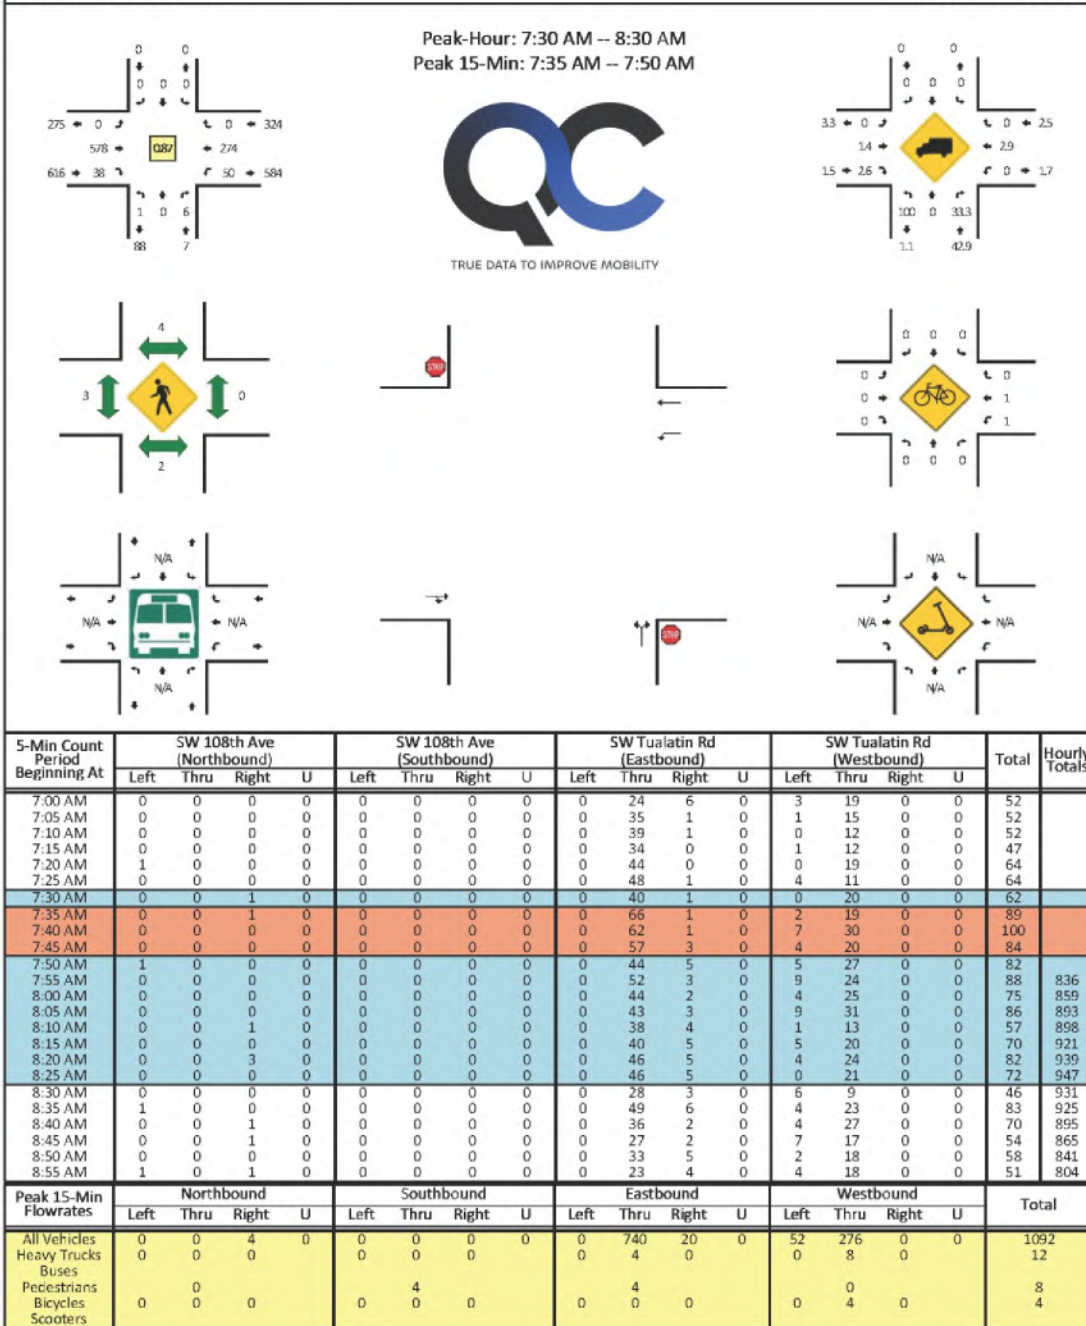 Peak-Hour: 7:30 AM -- 8:30 AM
Peak 15-Min: 7:35 AM -- 7:50 AM
0 0
0 0 0
275 0 0 324
578 0.87 274
616 38 50 584
1 0 6
88 7
QC
TRUE DATA TO IMPROVE MOBILITY
0 0
0 0 0
3.3 0 0 2.5
1.4 2.9
1.5 2.6 0 1.7
100 0 33.3
1.1 42.9
4
3 0
2
STOP
0 0 0
0 0
0 1
0 1
0 0 0
N/A
N/A N/A
N/A
STOP
N/A
N/A N/A
N/A
5-Min Count Period Beginning At SW 108th Ave (Northbound) SW 108th Ave (Southbound) SW Tualatin Rd (Eastbound) SW Tualatin Rd (Westbound) Total Hourly Totals
Left Thru Right U Left Thru Right U Left Thru Right U Left Thru Right U
7:00 AM 0 0 0 0 0 0 0 0 0 24 6 0 3 19 0 0 52
7:05 AM 0 0 0 0 0 0 0 0 0 35 1 0 1 15 0 0 52
7:10 AM 0 0 0 0 0 0 0 0 0 39 1 0 0 12 0 0 52
7:15 AM 0 0 0 0 0 0 0 0 0 34 0 0 1 12 0 0 47
7:20 AM 1 0 0 0 0 0 0 0 0 44 0 0 0 19 0 0 64
7:25 AM 0 0 0 0 0 0 0 0 0 48 1 0 4 11 0 0 64
7:30 AM 0 0 1 0 0 0 0 0 0 40 1 0 0 20 0 0 62
7:35 AM 0 0 1 0 0 0 0 0 0 66 1 0 2 19 0 0 89
7:40 AM 0 0 0 0 0 0 0 0 0 62 1 0 7 30 0 0 100
7:45 AM 0 0 0 0 0 0 0 0 0 57 3 0 4 20 0 0 84
7:50 AM 1 0 0 0 0 0 0 0 0 44 5 0 5 27 0 0 82
7:55 AM 0 0 0 0 0 0 0 0 0 52 3 0 9 24 0 0 88 836
8:00 AM 0 0 0 0 0 0 0 0 0 44 2 0 4 25 0 0 75 859
8:05 AM 0 0 0 0 0 0 0 0 0 43 3 0 9 31 0 0 86 893
8:10 AM 0 0 1 0 0 0 0 0 0 38 4 0 1 13 0 0 57 898
8:15 AM 0 0 0 0 0 0 0 0 0 40 5 0 5 20 0 0 70 921
8:20 AM 0 0 3 0 0 0 0 0 0 46 5 0 4 24 0 0 82 939
8:25 AM 0 0 0 0 0 0 0 0 0 46 5 0 0 21 0 0 72 947
8:30 AM 0 0 0 0 0 0 0 0 0 28 3 0 6 9 0 0 46 931
8:35 AM 1 0 0 0 0 0 0 0 0 49 6 0 4 23 0 0 83 925
8:40 AM 0 0 1 0 0 0 0 0 0 36 2 0 4 27 0 0 70 895
8:45 AM 0 0 1 0 0 0 0 0 0 27 2 0 7 17 0 0 54 865
8:50 AM 0 0 0 0 0 0 0 0 0 33 5 0 2 18 0 0 58 841
8:55 AM 1 0 1 0 0 0 0 0 0 23 4 0 4 18 0 0 51 804
Peak 15-Min Flowrates Northbound Southbound Eastbound Westbound Total
Left Thru Right U Left Thru Right U Left Thru Right U Left Thru Right U
All Vehicles 0 0 4 0 0 0 0 0 0 740 20 0 52 276 0 0 1092
Heavy Trucks 0 0 0 0 0 0 0 4 0 0 8 0 12
Buses
Pedestrians 0 4 4 0 8
Bicycles 0 0 0 0 0 0 0 0 0 0 4 0 4
Scooters